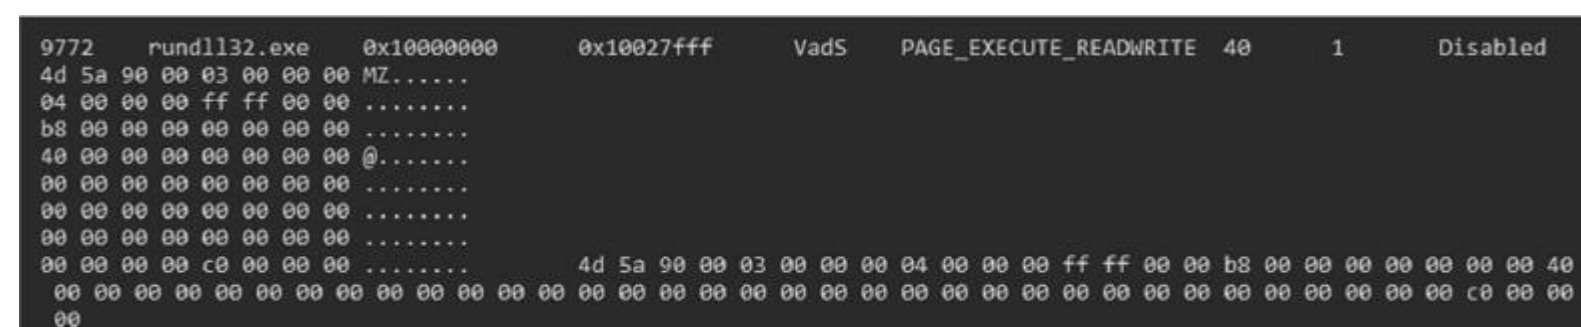 9772 rundll32.exe 0x10000000 0x10027fff VadS PAGE_EXECUTE_READWRITE 40 1 Disabled
4d 5a 90 00 03 00 00 00 MZ......
04 00 00 00 ff ff 00 00 ........
b8 00 00 00 00 00 00 00 ........
40 00 00 00 00 00 00 00 @.......
00 00 00 00 00 00 00 00 ........
00 00 00 00 00 00 00 00 ........
00 00 00 00 00 00 00 00 ........
00 00 00 00 c0 00 00 00 ........ 4d 5a 90 00 03 00 00 00 04 00 00 00 ff ff 00 00 b8 00 00 00 00 00 00 00 40
00 00 00 00 00 00 00 00 00 00 00 00 00 00 00 00 00 00 00 00 00 00 00 00 00 00 00 00 00 00 00 00 00 00 00 c0 00 00
00